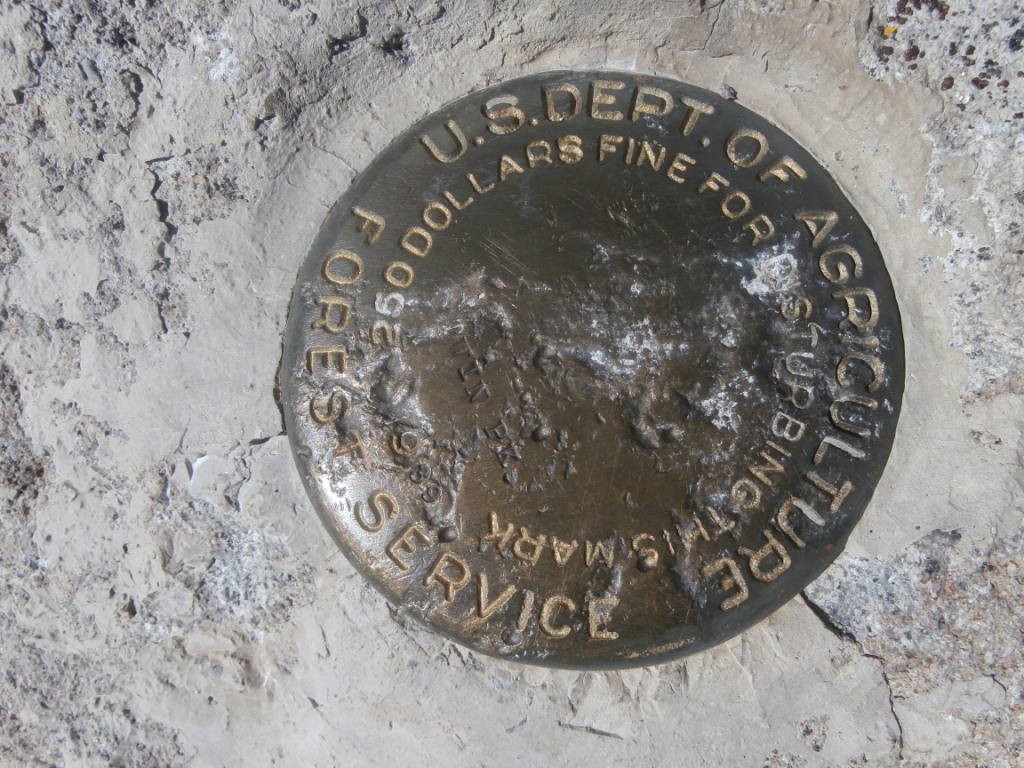 U.S. DEPT. OF AGRICULTURE
FOREST SERVICE
250 DOLLARS FINE FOR DISTURBING THIS MARK